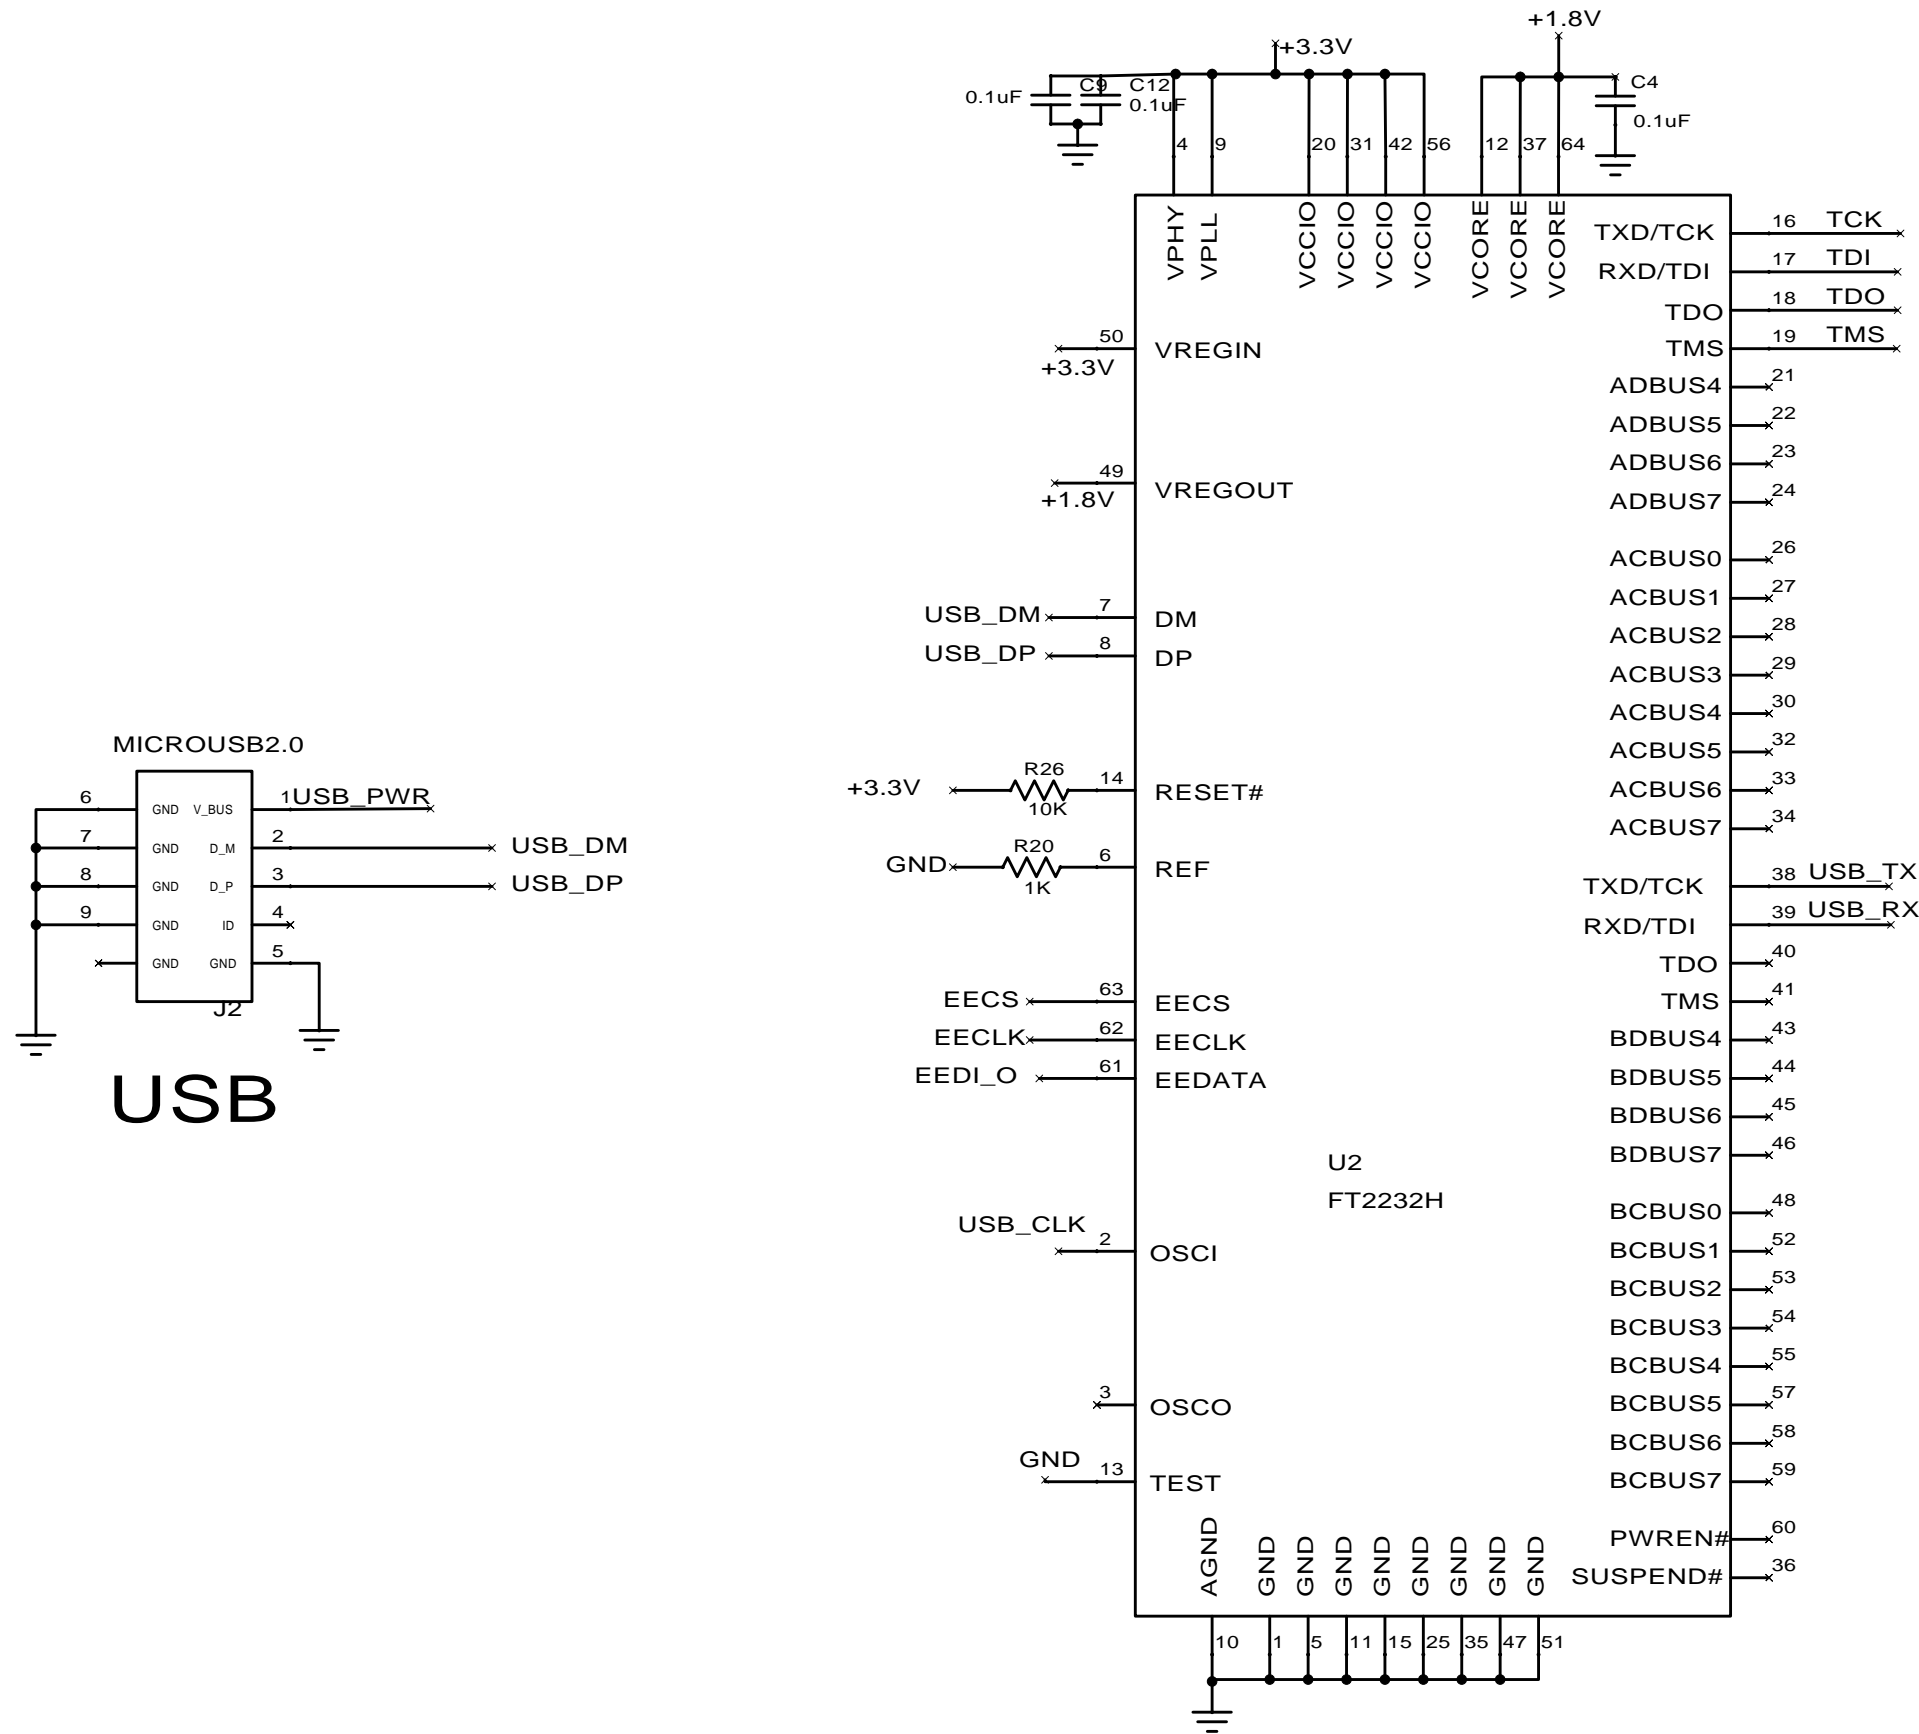 +1.8V
+3.3V
0.1uF
C9
C12
0.1uF
C4
0.1uF
4
9
20
31
42
56
12
37
64
VPHY
VPLL
VCCIO
VCCIO
VCCIO
VCCIO
VCORE
VCORE
VCORE
TXD/TCK 16 TCK
RXD/TDI 17 TDI
TDO 18 TDO
TMS 19 TMS
ADBUS4 21
ADBUS5 22
ADBUS6 23
ADBUS7 24
ACBUS0 26
ACBUS1 27
ACBUS2 28
ACBUS3 29
ACBUS4 30
ACBUS5 32
ACBUS6 33
ACBUS7 34
TXD/TCK 38 USB_TX
RXD/TDI 39 USB_RX
TDO 40
TMS 41
BDBUS4 43
BDBUS5 44
BDBUS6 45
BDBUS7 46
BCBUS0 48
BCBUS1 52
BCBUS2 53
BCBUS3 54
BCBUS4 55
BCBUS5 57
BCBUS6 58
BCBUS7 59
PWREN# 60
SUSPEND# 36
+3.3V 50 VREGIN
+1.8V 49 VREGOUT
USB_DM 7 DM
USB_DP 8 DP
+3.3V R26 10K 14 RESET#
GND R20 1K 6 REF
EECS 63 EECS
EECLK 62 EECLK
EEDI_O 61 EEDATA
U2
FT2232H
USB_CLK 2 OSCI
3 OSCO
GND 13 TEST
AGND
GND
GND
GND
GND
GND
GND
GND
GND
10
1
5
11
15
25
35
47
51
MICROUSB2.0
6 GND V_BUS 1 USB_PWR
7 GND D_M 2 USB_DM
8 GND D_P 3 USB_DP
9 GND ID 4
GND GND 5
J2
USB